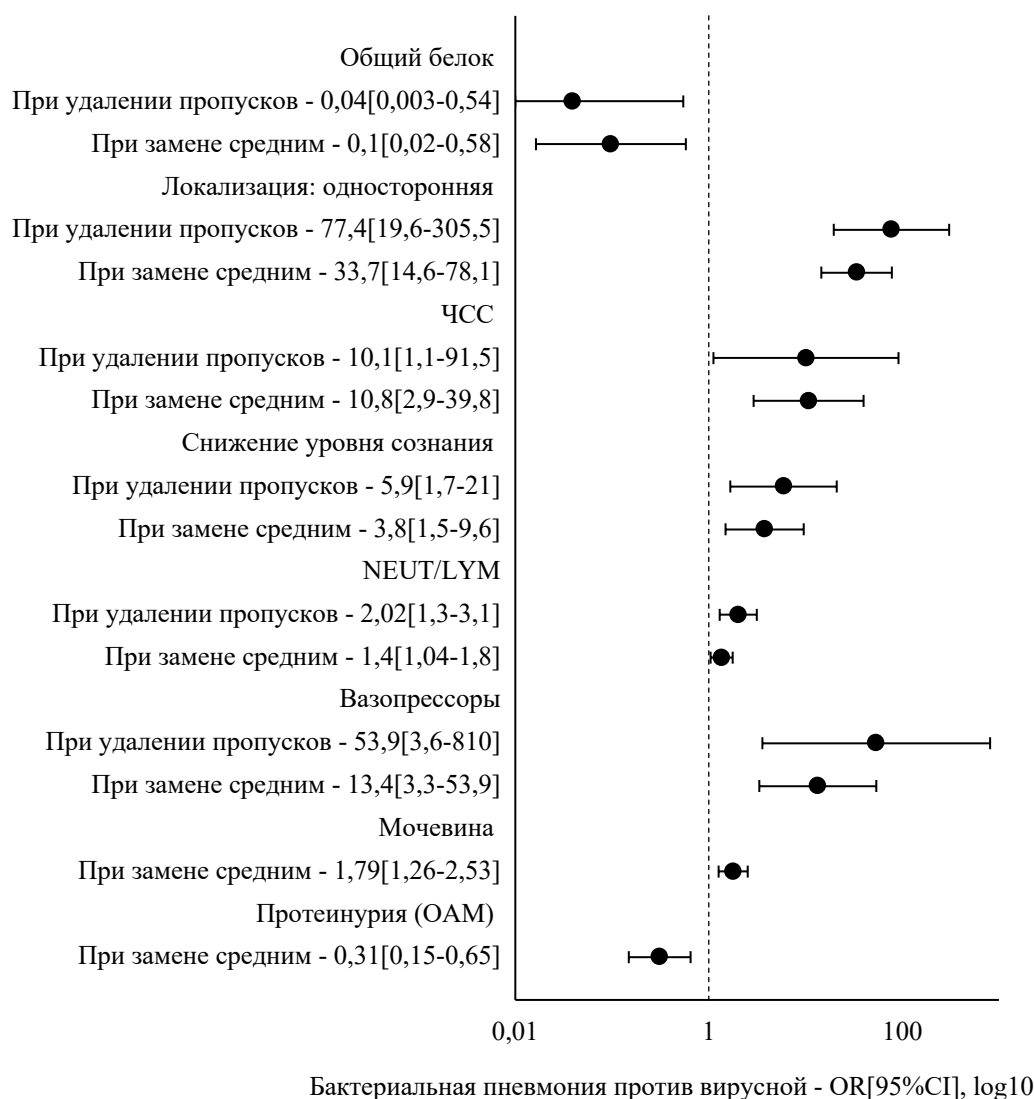 Общий белок
При удалении пропусков - 0,04[0,003-0,54]
При замене средним - 0,1[0,02-0,58]
Локализация: односторонняя
При удалении пропусков - 77,4[19,6-305,5]
При замене средним - 33,7[14,6-78,1]
ЧСС
При удалении пропусков - 10,1[1,1-91,5]
При замене средним - 10,8[2,9-39,8]
Снижение уровня сознания
При удалении пропусков - 5,9[1,7-21]
При замене средним - 3,8[1,5-9,6]
NEUT/LYM
При удалении пропусков - 2,02[1,3-3,1]
При замене средним - 1,4[1,04-1,8]
Вазопрессоры
При удалении пропусков - 53,9[3,6-810]
При замене средним - 13,4[3,3-53,9]
Мочевина
При замене средним - 1,79[1,26-2,53]
Протеинурия (ОАМ)
При замене средним - 0,31[0,15-0,65]
0,01 1 100
Бактериальная пневмония против вирусной - OR[95%CI], log10